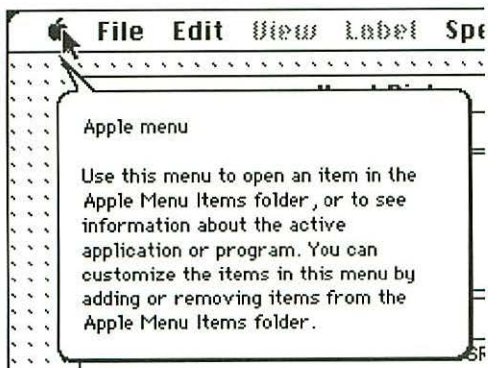 File Edit View Label
Apple menu
Use this menu to open an item in the
Apple Menu Items folder, or to see
information about the active
application or program. You can
customize the items in this menu by
adding or removing items from the
Apple Menu Items folder.